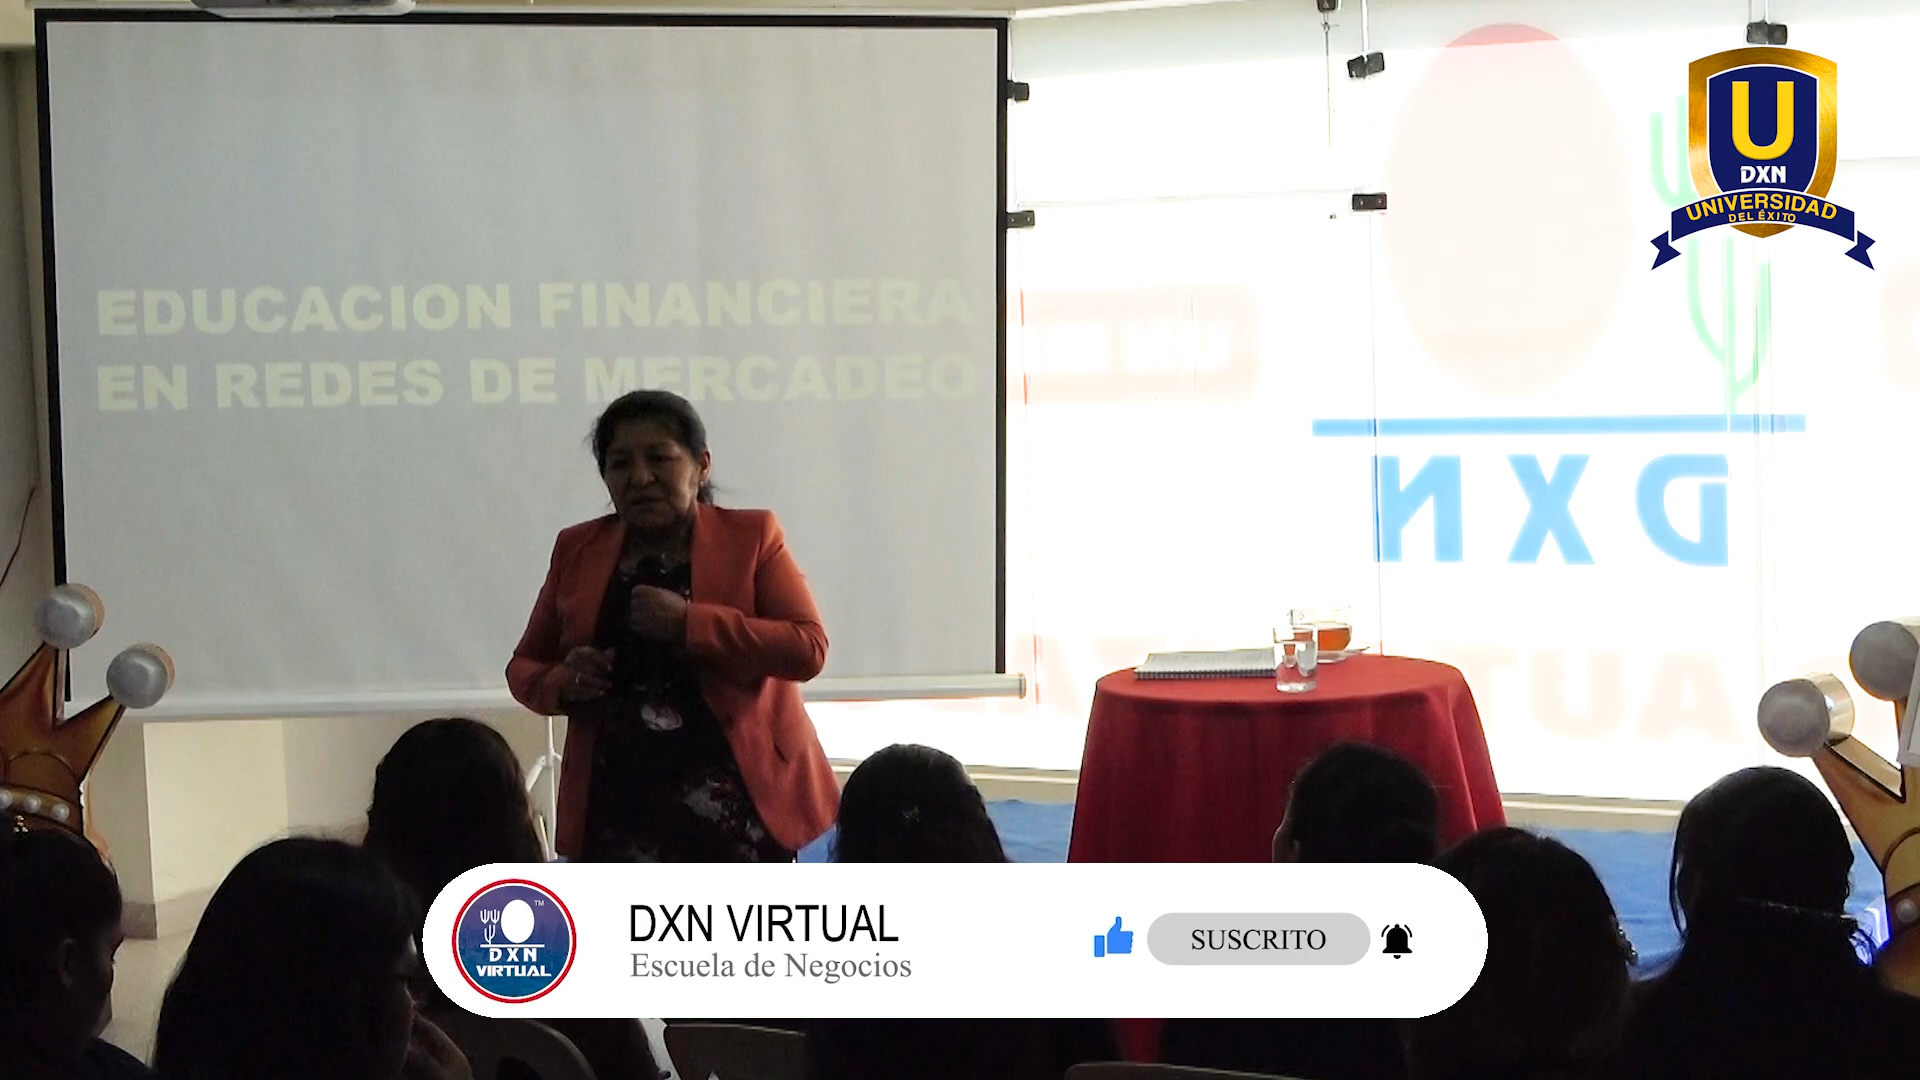 EDUCACION FINANCIERA
EN REDES DE MERCADEO
U
DXN
UNIVERSIDAD
DEL ÉXITO
DXN
DXN
VIRTUAL
TM
DXN VIRTUAL
Escuela de Negocios
SUSCRITO